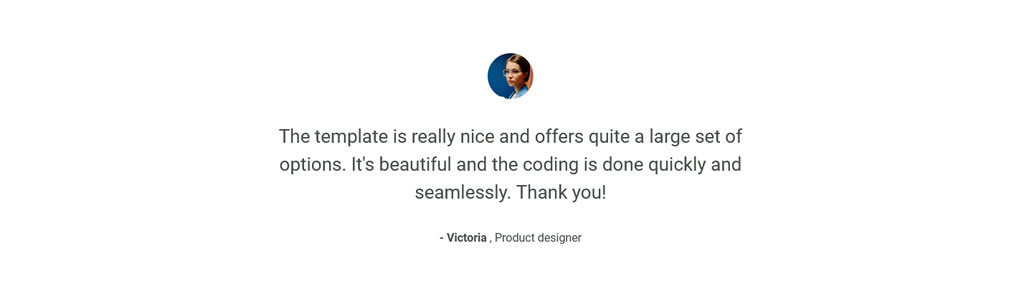 The template is really nice and offers quite a large set of
options. It's beautiful and the coding is done quickly and
seamlessly. Thank you!
- Victoria , Product designer